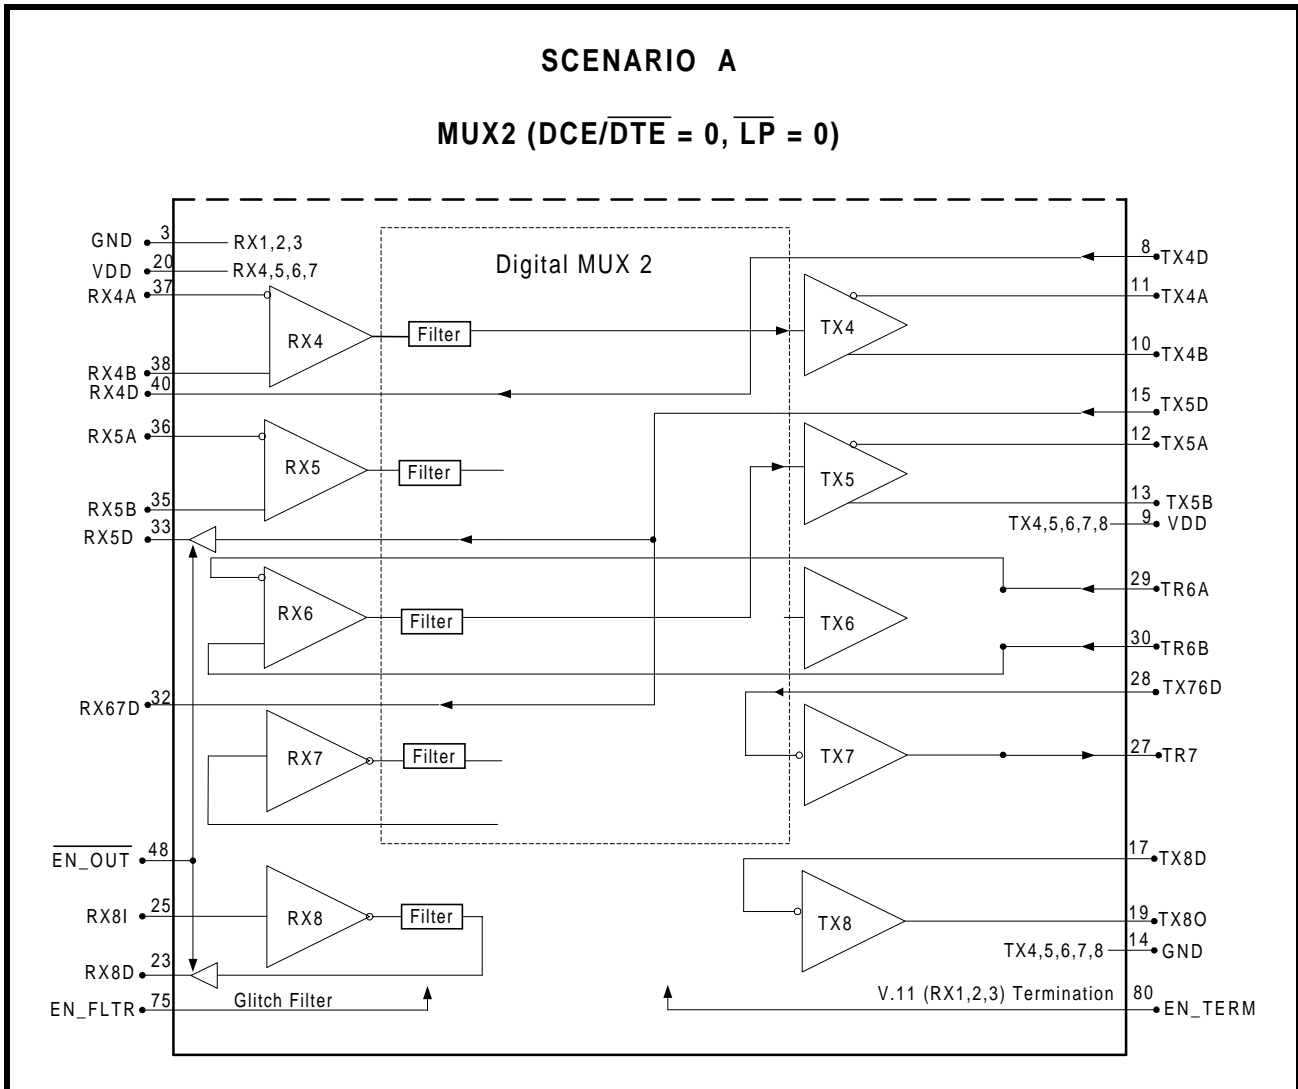 SCENARIO A
MUX2 (DCE/DTE = 0, LP = 0)
GND 3 RX1,2,3
VDD 20 RX4,5,6,7
RX4A 37
RX4B 38
RX4D 40
RX5A 36
RX5B 35
RX5D 33
RX67D 32
EN_OUT 48
RX8I 25
RX8D 23
EN_FLTR 75 Glitch Filter
Digital MUX 2
RX4 Filter
RX5 Filter
RX6 Filter
RX7 Filter
RX8 Filter
TX4
TX5
TX6
TX7
TX8
8 TX4D
11 TX4A
10 TX4B
15 TX5D
12 TX5A
13 TX5B
TX4,5,6,7,8 9 VDD
29 TR6A
30 TR6B
28 TX76D
27 TR7
17 TX8D
19 TX8O
TX4,5,6,7,8 14 GND
V.11 (RX1,2,3) Termination 80 EN_TERM